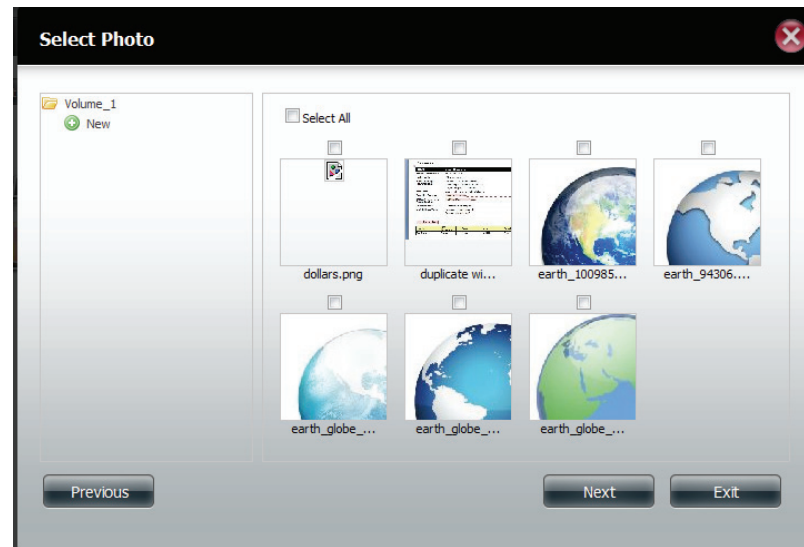 Select Photo
Volume_1
New
Select All
dollars.png
duplicate wi...
earth_100985...
earth_94306....
earth_globe_...
earth_globe_...
earth_globe_...
Previous
Next
Exit